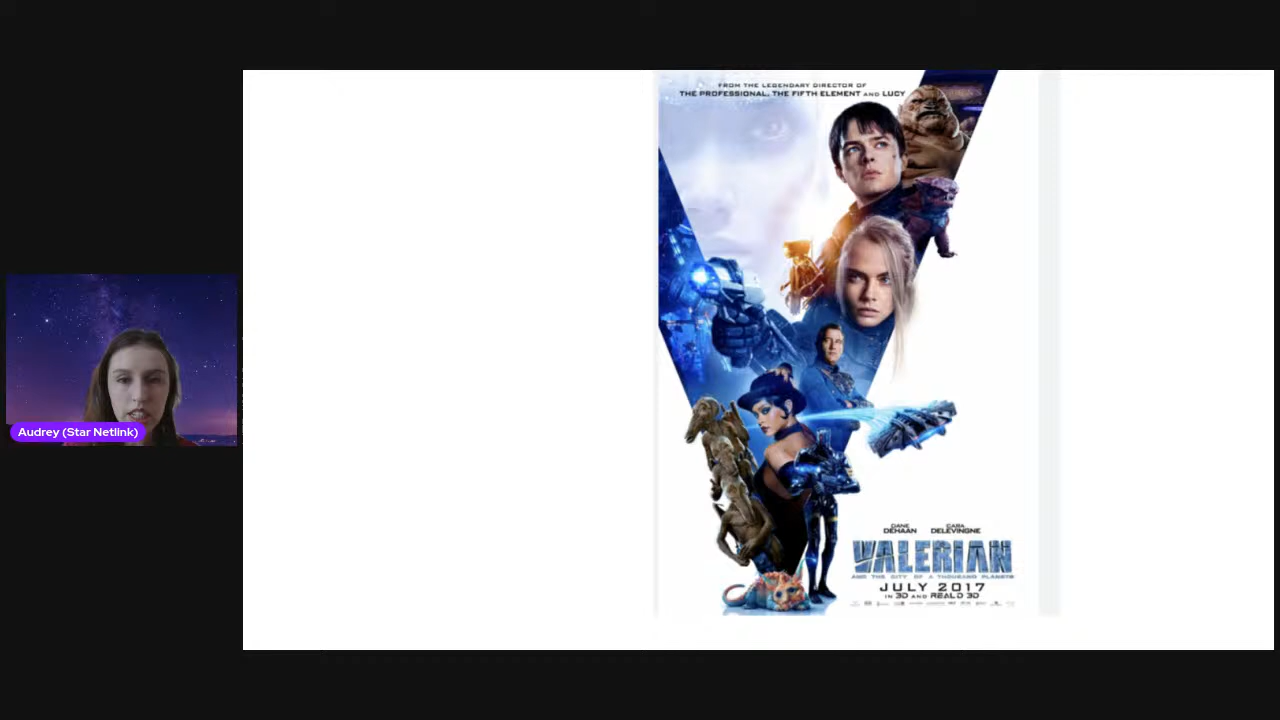 FROM THE LEGENDARY DIRECTOR OF
THE PROFESSIONAL, THE FIFTH ELEMENT AND LUCY
Audrey (Star Netlink)
DANE DEHAAN
CARA DELEVINGNE
VALERIAN
AND THE CITY OF A THOUSAND PLANETS
JULY 2017
IN 3D AND REAL D 3D